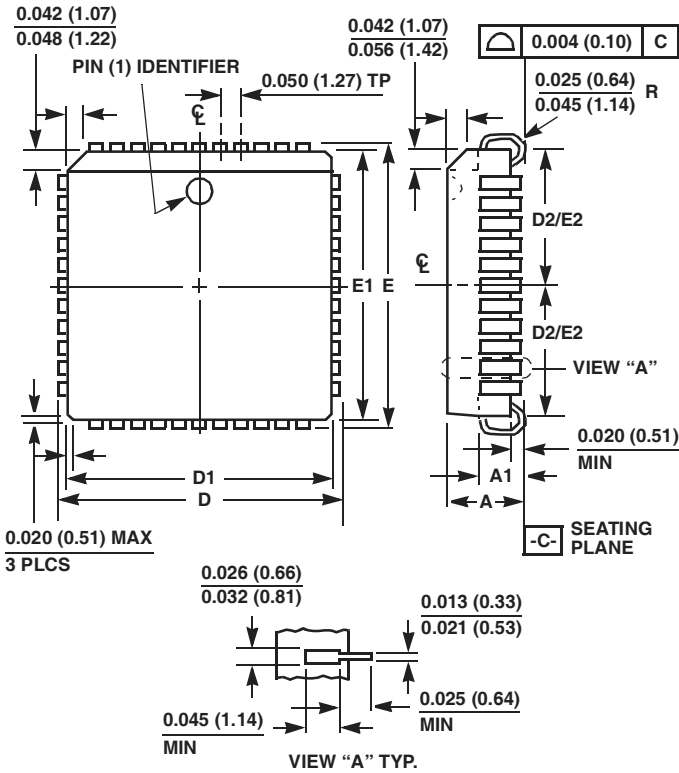 0.042 (1.07)
0.048 (1.22)
PIN (1) IDENTIFIER
0.050 (1.27) TP
℄
0.042 (1.07)
0.056 (1.42)
⌓ 0.004 (0.10) C
0.025 (0.64)
0.045 (1.14) R
D2/E2
℄
E1 E
D2/E2
VIEW “A”
0.020 (0.51)
MIN
A1
A
D1
D
0.020 (0.51) MAX
3 PLCS
-C- SEATING
PLANE
0.026 (0.66)
0.032 (0.81)
0.013 (0.33)
0.021 (0.53)
0.045 (1.14)
MIN
0.025 (0.64)
MIN
VIEW “A” TYP.